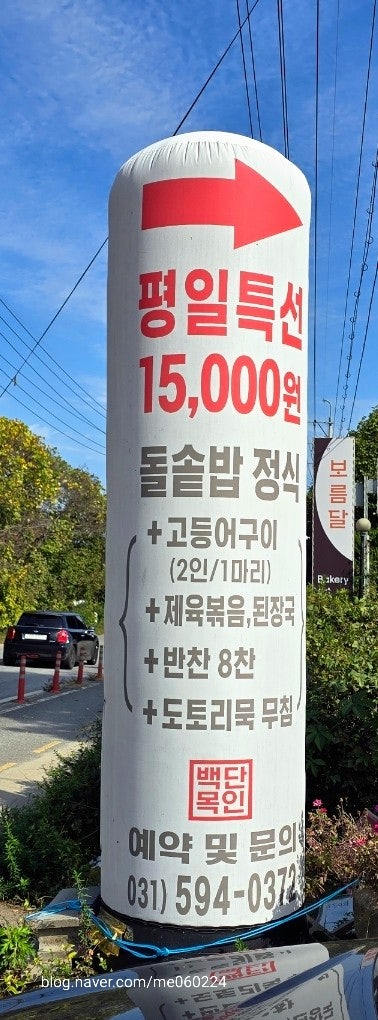 평일특선
15,000원
돌솥밥 정식
+고등어구이
(2인/1마리)
+제육볶음,된장국
+반찬 8찬
+도토리묵 무침
백단
목인
예약 및 문의
031) 594-0372
보름달
Bakery
blog.naver.com/me060224